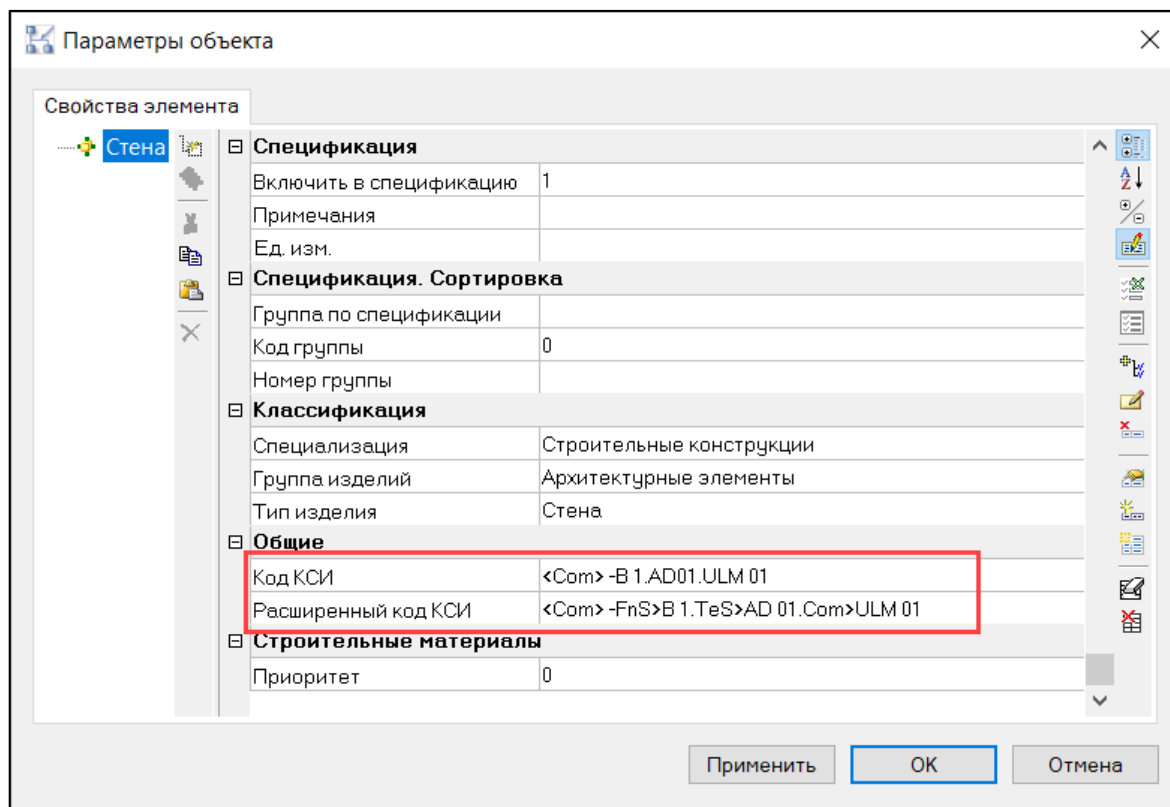 Параметры объекта
Свойства элемента
Стена
Спецификация
Включить в спецификацию 1
Примечания
Ед. изм.
Спецификация. Сортировка
Группа по спецификации
Код группы 0
Номер группы
Классификация
Специализация Строительные конструкции
Группа изделий Архитектурные элементы
Тип изделия Стена
Общие
Код КСИ <Com> -B 1.AD01.ULM 01
Расширенный код КСИ <Com> -FnS>B 1.TeS>AD 01.Com>ULM 01
Строительные материалы
Приоритет 0
Применить OK Отмена